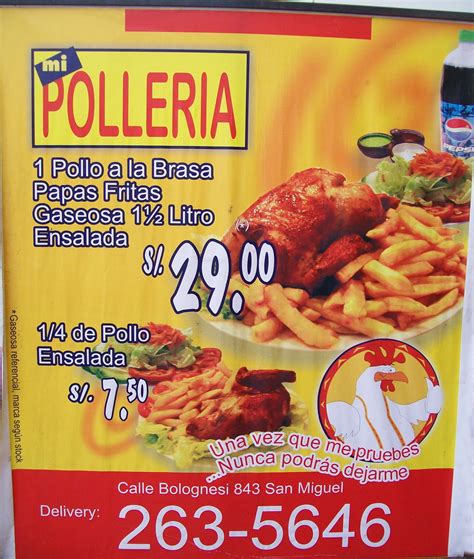 mi
POLLERIA
1 Pollo a la Brasa
Papas Fritas
Gaseosa 1½ Litro
Ensalada
S/. 29.00
1/4 de Pollo
Ensalada
S/. 7.50
* Gaseosa referencial, marca según stock
PEPSI
Una vez que me pruebes
...Nunca podrás dejarme
Calle Bolognesi 843 San Miguel
Delivery: 263-5646